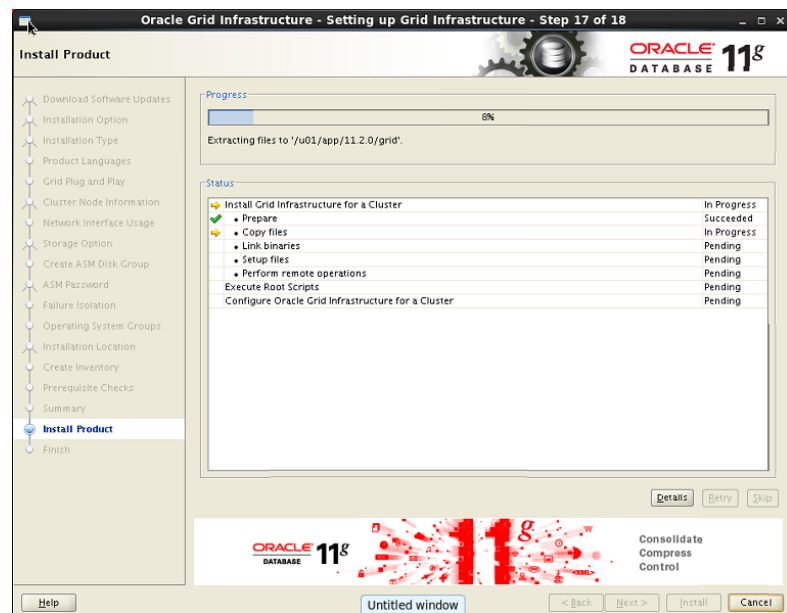 Oracle Grid Infrastructure - Setting up Grid Infrastructure - Step 17 of 18
Install Product
ORACLE
DATABASE
11g
Download Software Updates
Installation Option
Installation Type
Product Languages
Grid Plug and Play
Cluster Node Information
Network Interface Usage
Storage Option
Create ASM Disk Group
ASM Password
Failure Isolation
Operating System Groups
Installation Location
Create Inventory
Prerequisite Checks
Summary
Install Product
Finish
Progress
8%
Extracting files to '/u01/app/11.2.0/grid'.
Status
Install Grid Infrastructure for a Cluster In Progress
• Prepare Succeeded
• Copy files In Progress
• Link binaries Pending
• Setup files Pending
• Perform remote operations Pending
Execute Root Scripts Pending
Configure Oracle Grid Infrastructure for a Cluster Pending
Details Retry Skip
ORACLE
DATABASE
11g
11g
Consolidate
Compress
Control
Help
Untitled window
< Back Next > Install Cancel